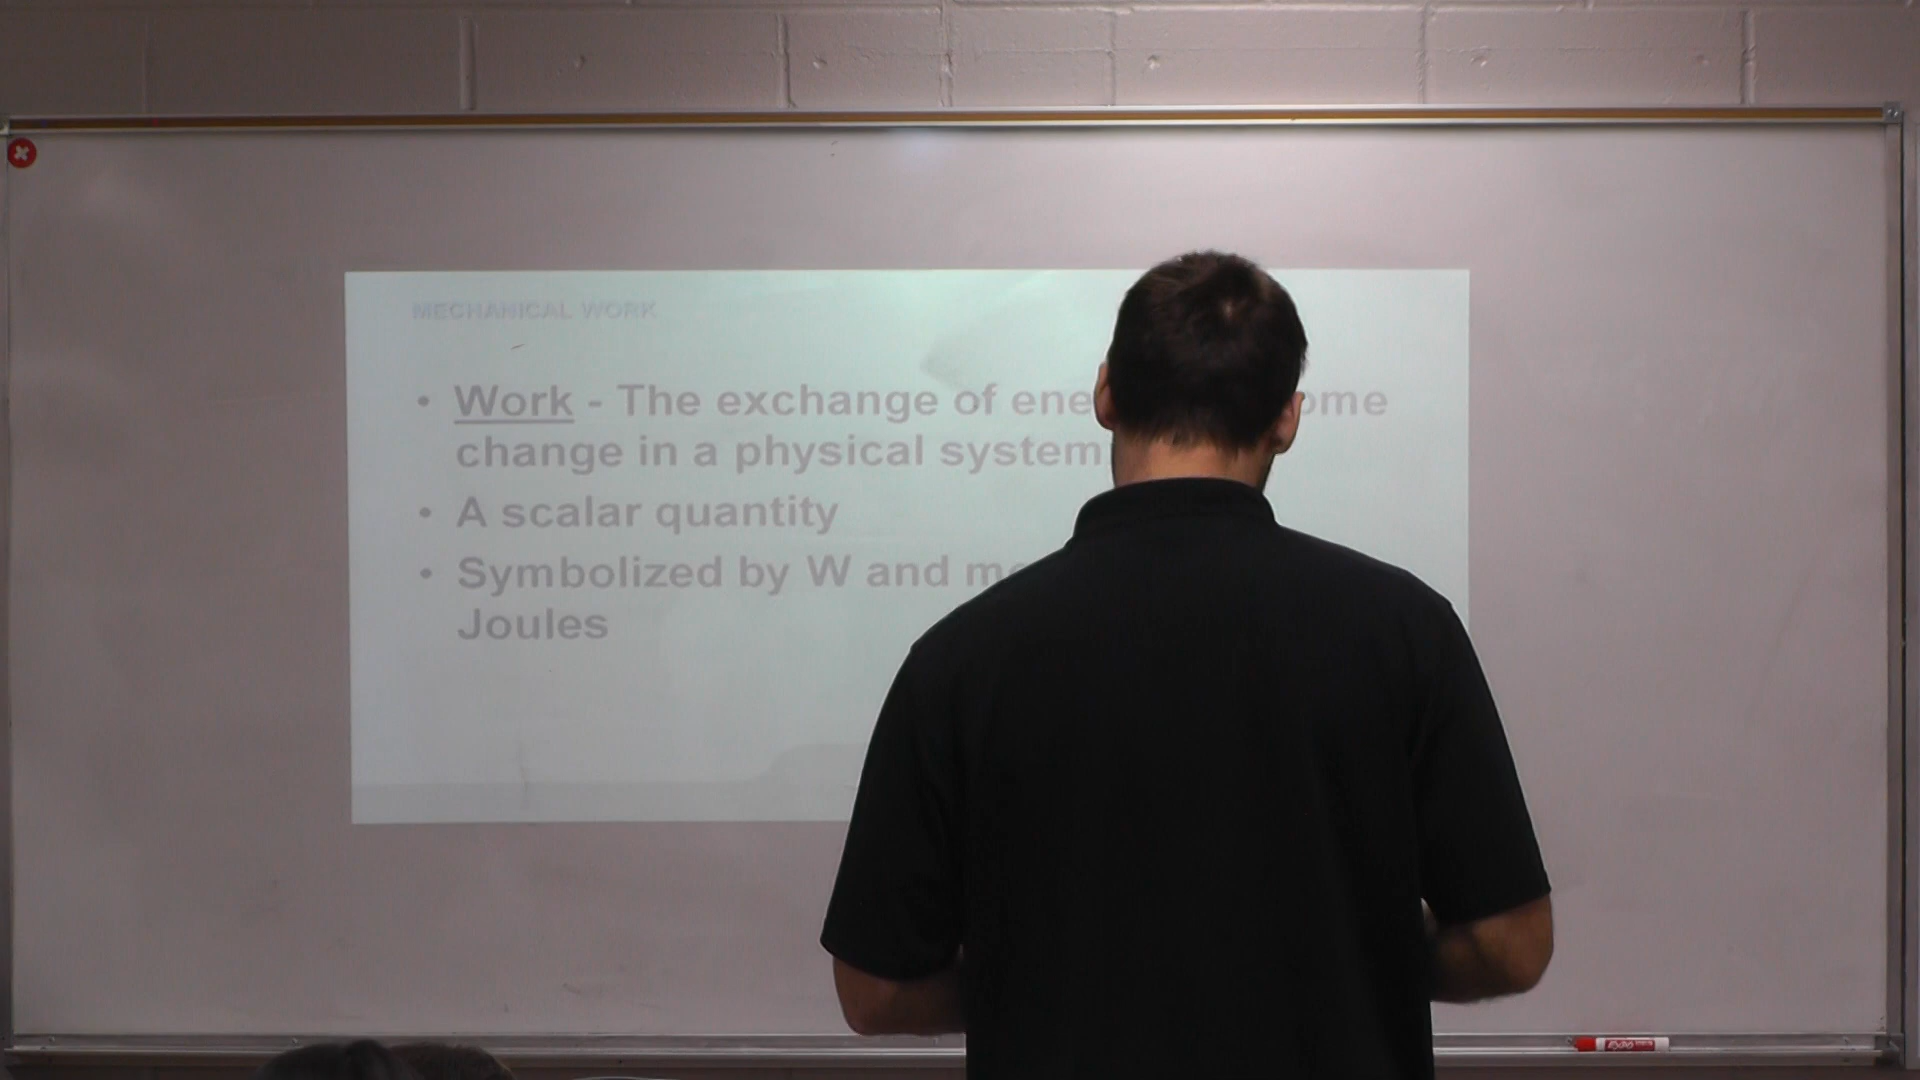 MECHANICAL WORK
• Work - The exchange of ene ome
change in a physical system
• A scalar quantity
• Symbolized by W and me
Joules
EXPO